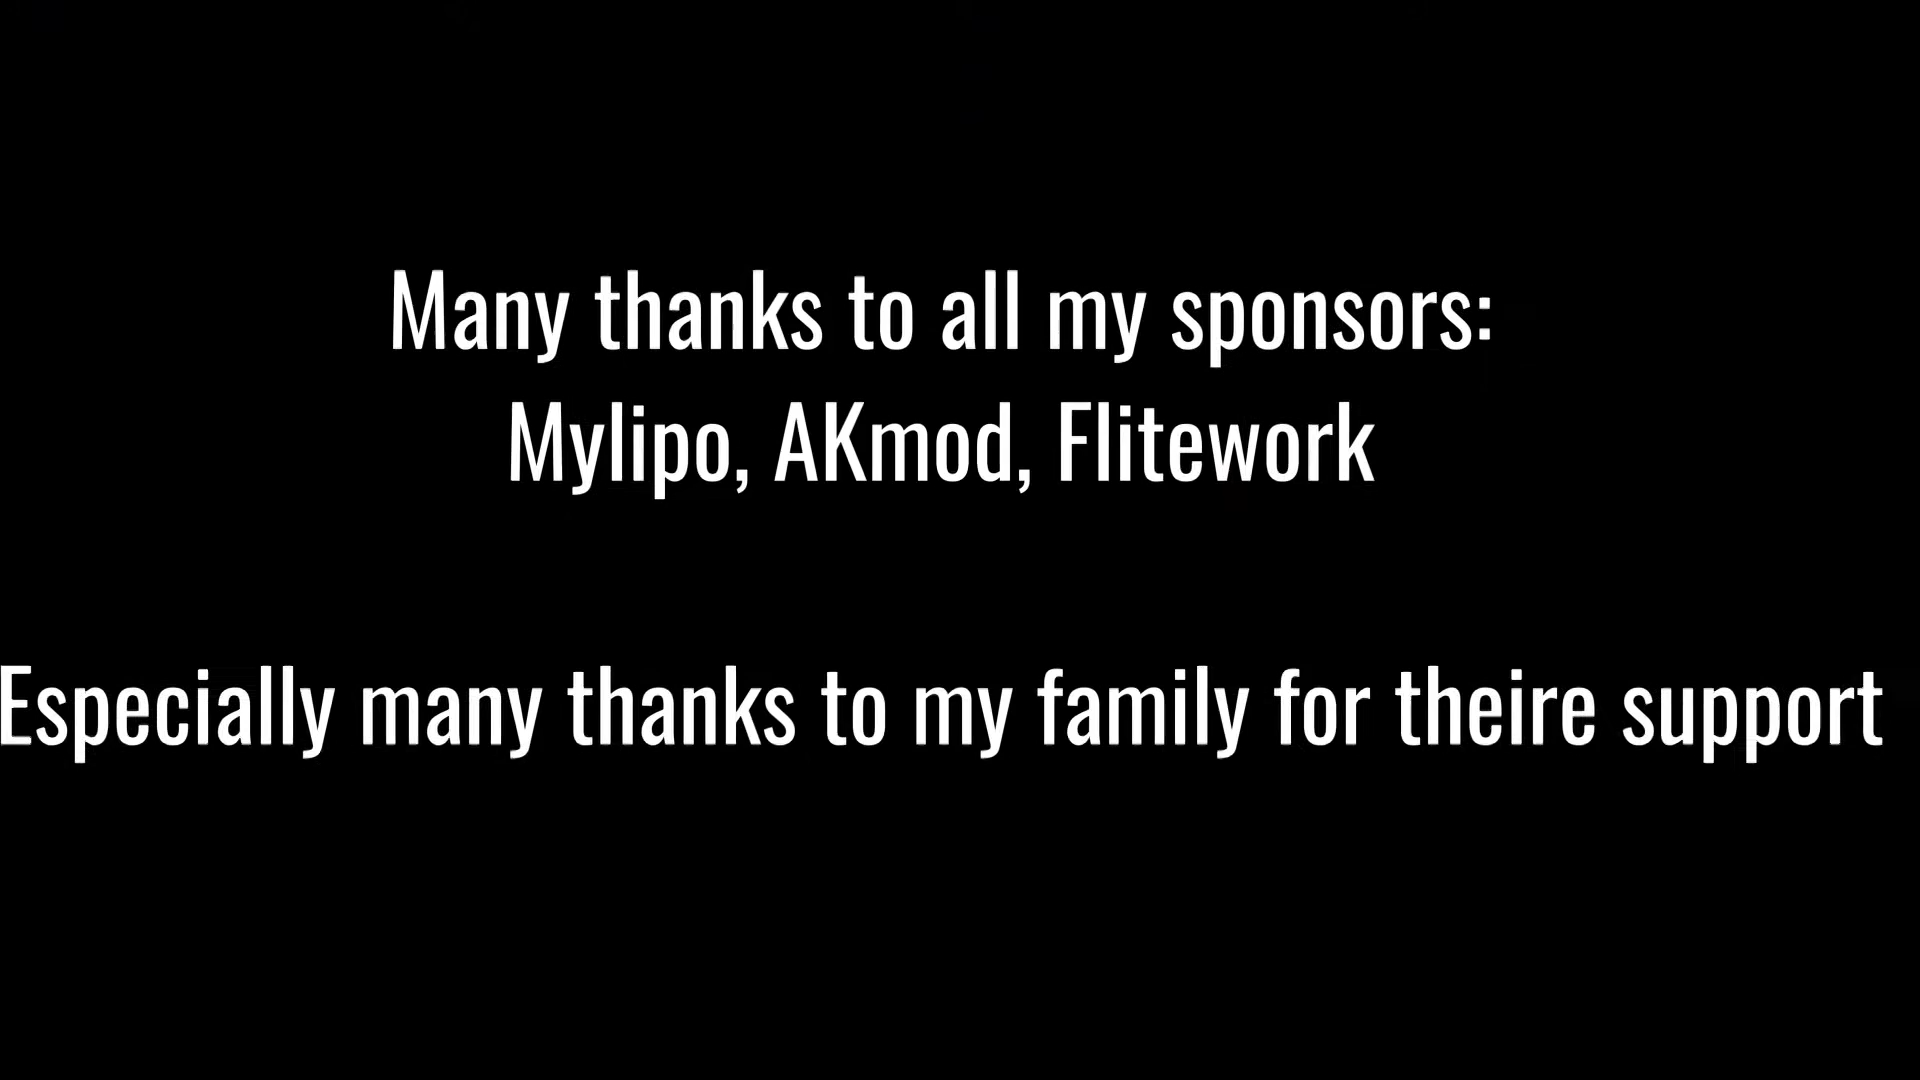 Many thanks to all my sponsors:
Mylipo, AKmod, Flitework
Especially many thanks to my family for theire support